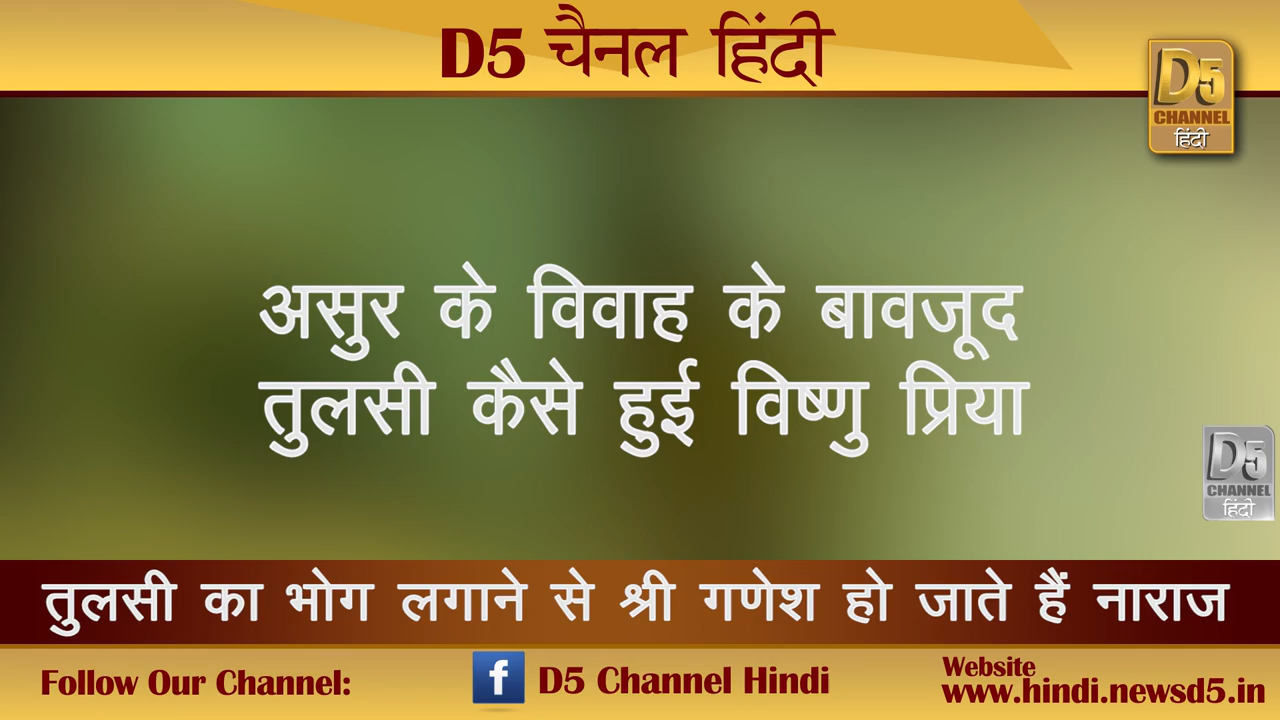 D5 चैनल हिंदी
D5
CHANNEL
हिंदी
असुर के विवाह के बावजूद
तुलसी कैसे हुई विष्णु प्रिया
D5
CHANNEL
हिंदी
तुलसी का भोग लगाने से श्री गणेश हो जाते हैं नाराज
Follow Our Channel:
f D5 Channel Hindi
Website
www.hindi.newsd5.in